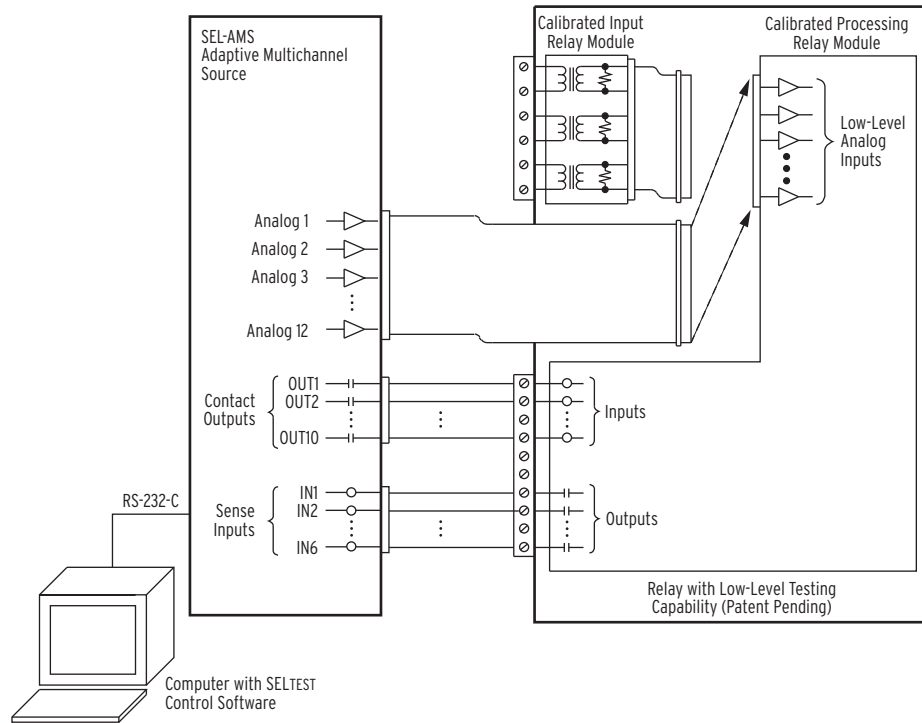 SEL-AMS
Adaptive Multichannel
Source
Calibrated Input
Relay Module
Calibrated Processing
Relay Module
Low-Level
Analog
Inputs
Analog 1
Analog 2
Analog 3
Analog 12
Contact
Outputs
OUT1
OUT2
OUT10
Inputs
RS-232-C
Sense
Inputs
IN1
IN2
IN6
Outputs
Relay with Low-Level Testing
Capability (Patent Pending)
Computer with SELTEST
Control Software